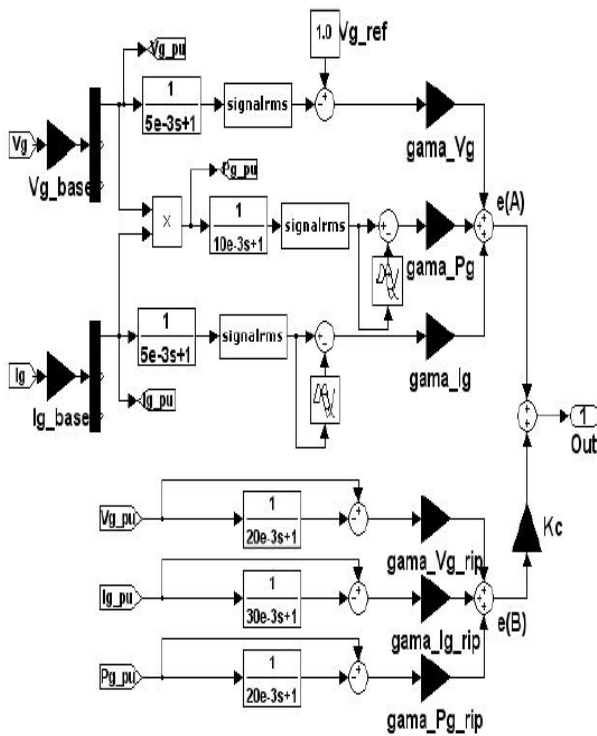 Vg_pu
1.0
Vg_ref
1
5e-3s+1
signalrms
Vg
Vg_base
gama_Vg
Pg_pu
e(A)
×
1
10e-3s+1
signalrms
gama_Pg
1
5e-3s+1
signalrms
Ig
Ig_base
Ig_pu
gama_Ig
1
Out
Vg_pu
1
20e-3s+1
gama_Vg_rip
Kc
Ig_pu
1
30e-3s+1
gama_Ig_rip
e(B)
Pg_pu
1
20e-3s+1
gama_Pg_rip